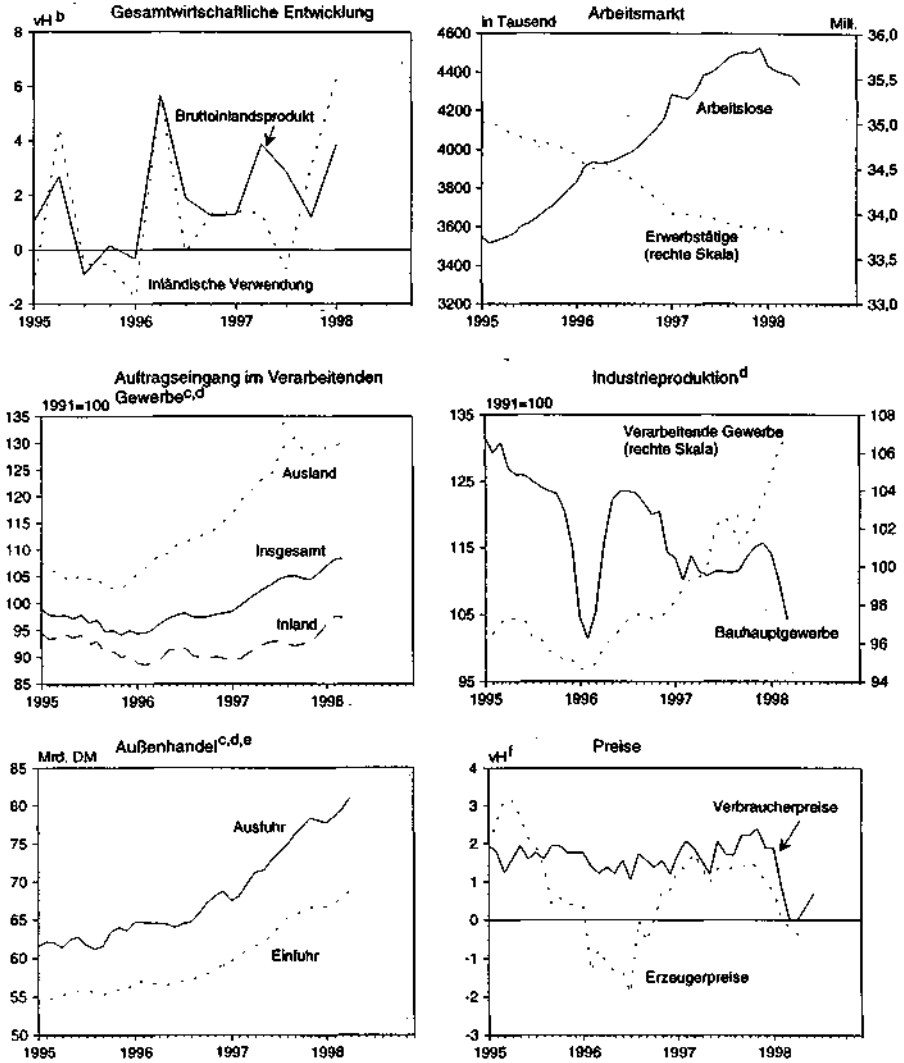 Gesamtwirtschaftliche Entwicklung
vH b
8
6
4
2
0
-2
Bruttoinlandsprodukt
Inländische Verwendung
1995 1996 1997 1998
Arbeitsmarkt
in Tausend
Mill.
4600
4400
4200
4000
3800
3600
3400
3200
36,0
35,5
35,0
34,5
34,0
33,5
33,0
Arbeitslose
Erwerbstätige
(rechte Skala)
1995 1996 1997 1998
Auftragseingang im Verarbeitenden
Gewerbe c,d
1991=100
135
130
125
120
115
110
105
100
95
90
85
Ausland
Insgesamt
Inland
1995 1996 1997 1998
Industrieproduktion d
1991=100
135
125
115
105
95
108
106
104
102
100
98
96
94
Verarbeitende Gewerbe
(rechte Skala)
Bauhauptgewerbe
1995 1896 1997 1998
Außenhandel c,d,e
Mrd. DM
85
80
75
70
65
60
55
50
Ausfuhr
Einfuhr
1995 1996 1997 1998
Preise
vH f
4
3
2
1
0
-1
-2
-3
Verbraucherpreise
Erzeugerpreise
1995 1996 1997 1998